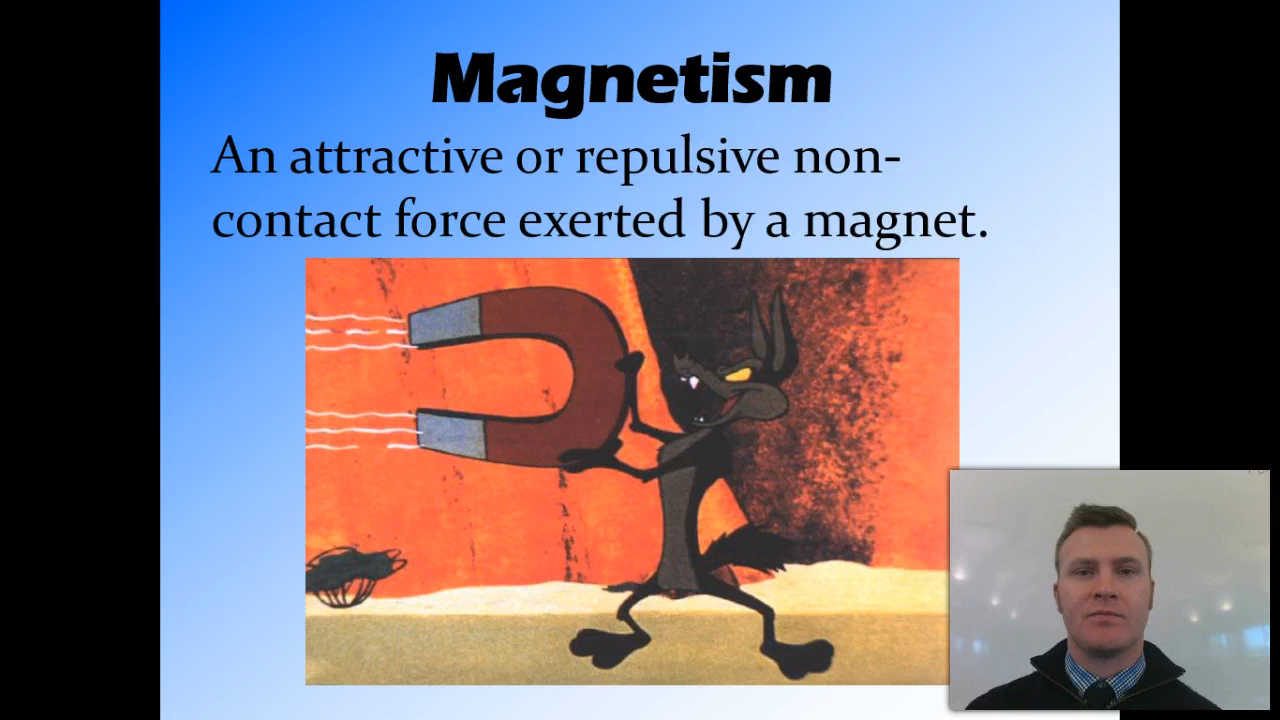 Magnetism
An attractive or repulsive non-
contact force exerted by a magnet.